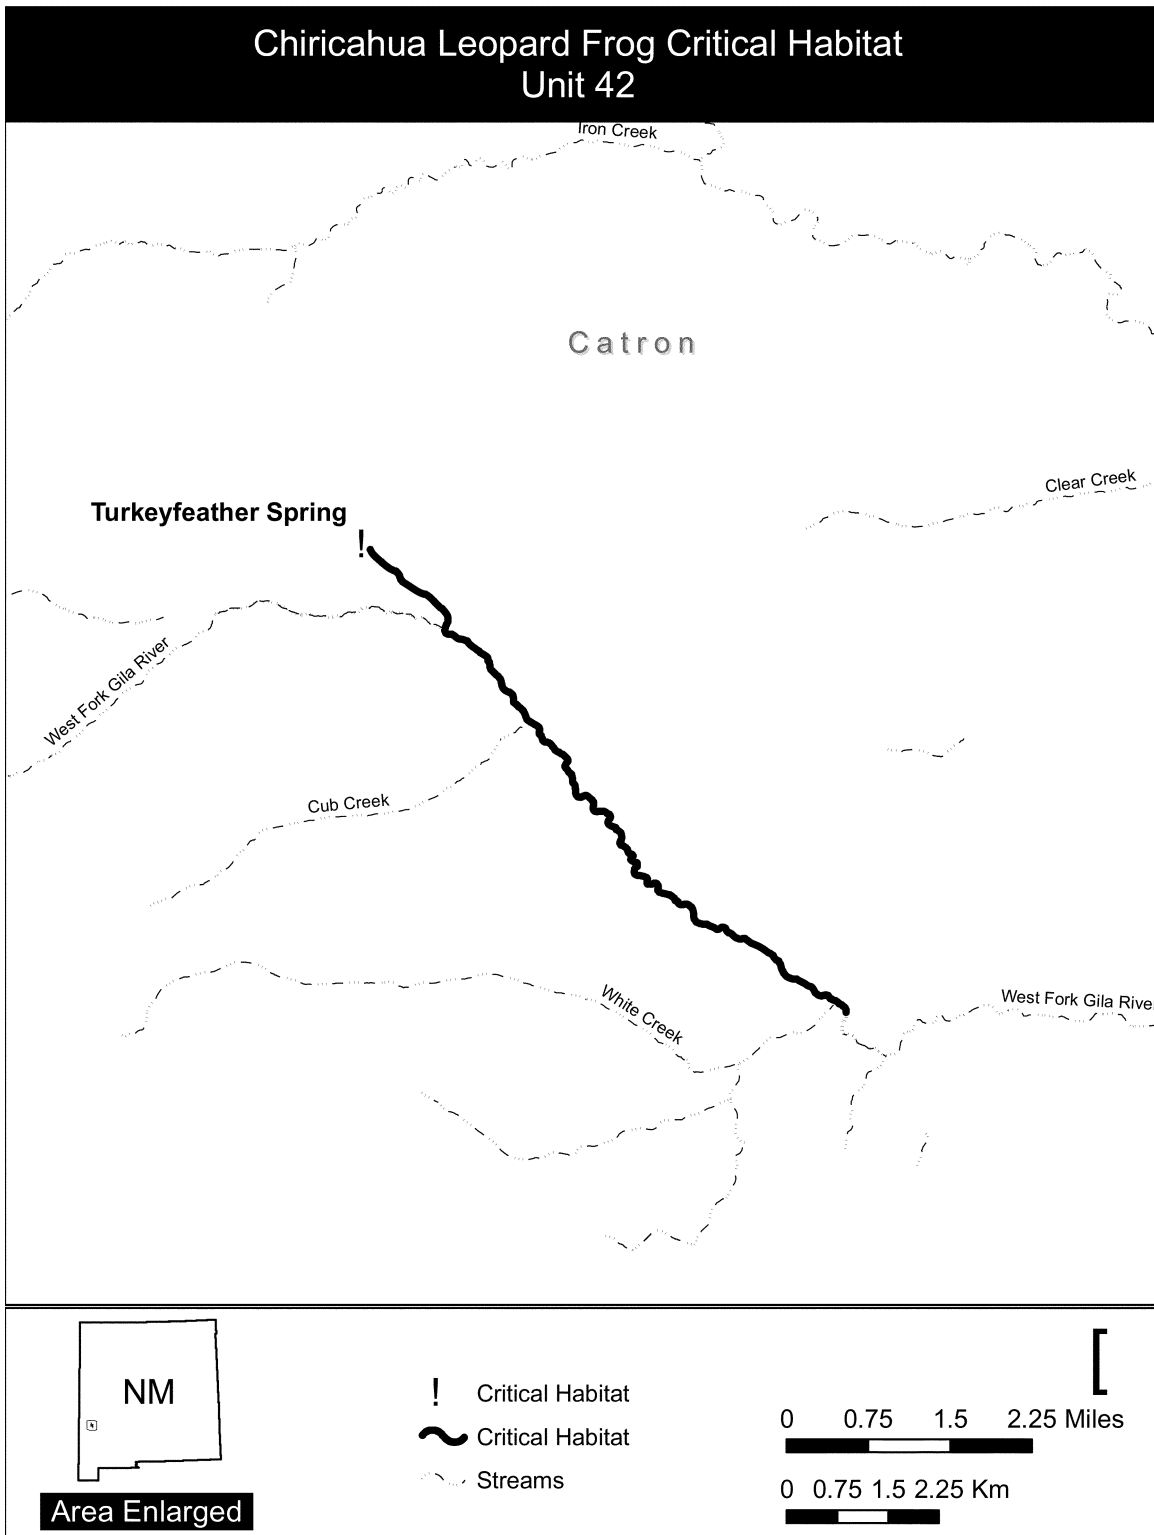 Chiricahua Leopard Frog Critical Habitat
Unit 42
Iron Creek
Catron
Clear Creek
Turkeyfeather Spring
!
West Fork Gila River
Cub Creek
White Creek
West Fork Gila Rive
NM
Area Enlarged
! Critical Habitat
Critical Habitat
Streams
[
0 0.75 1.5 2.25 Miles
0 0.75 1.5 2.25 Km